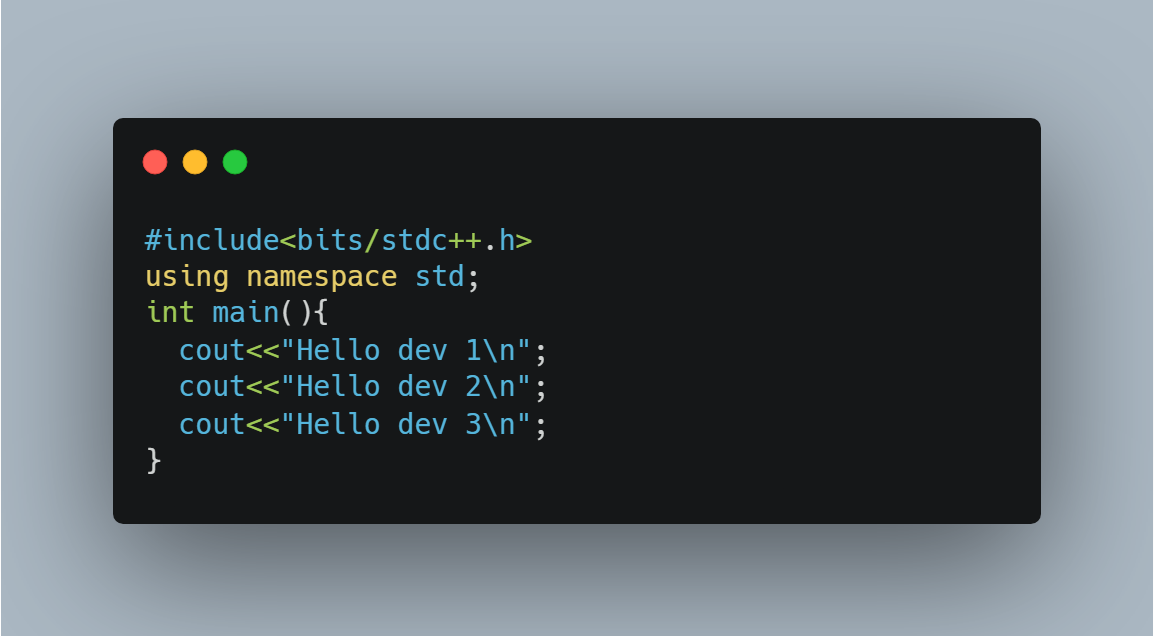 #include<bits/stdc++.h>
using namespace std;
int main(){
  cout<<"Hello dev 1\n";
  cout<<"Hello dev 2\n";
  cout<<"Hello dev 3\n";
}